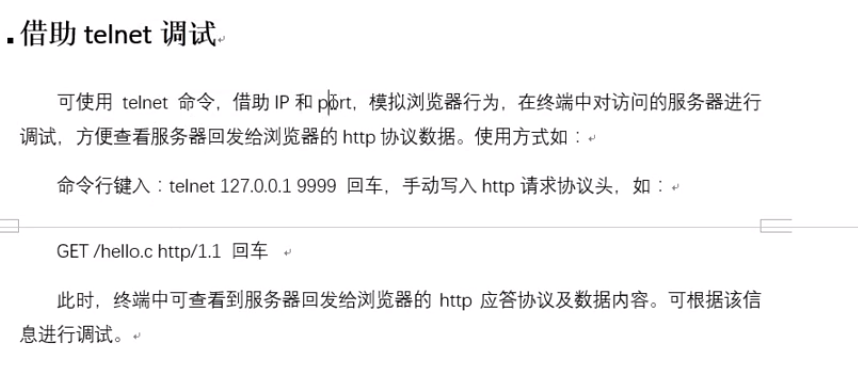 借助 telnet 调试
可使用 telnet 命令，借助 IP 和 port，模拟浏览器行为，在终端中对访问的服务器进行
调试，方便查看服务器回发给浏览器的 http 协议数据。使用方式如：
命令行键入：telnet 127.0.0.1 9999 回车，手动写入 http 请求协议头，如：
GET /hello.c http/1.1 回车
此时，终端中可查看到服务器回发给浏览器的 http 应答协议及数据内容。可根据该信
息进行调试。